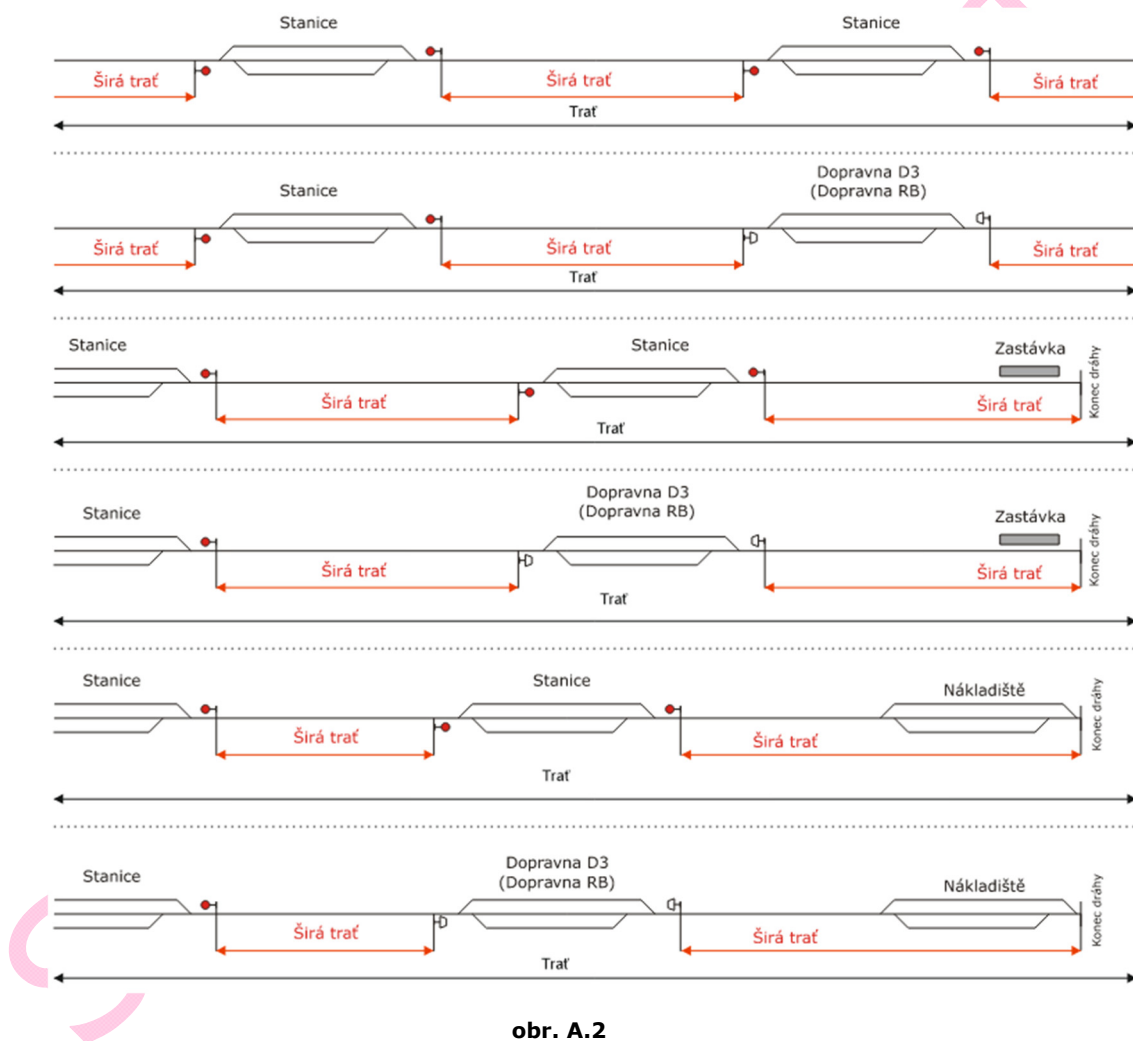 Stanice Stanice
Širá trať Širá trať Širá trať
Trať
Stanice Dopravna D3
(Dopravna RB)
Širá trať Širá trať Širá trať
Trať
Stanice Stanice Zastávka
Širá trať Širá trať Konec dráhy
Trať
Stanice Dopravna D3
(Dopravna RB) Zastávka
Širá trať Širá trať Konec dráhy
Trať
Stanice Stanice Nákladiště
Širá trať Širá trať Konec dráhy
Trať
Stanice Dopravna D3
(Dopravna RB) Nákladiště
Širá trať Širá trať Konec dráhy
Trať
obr. A.2